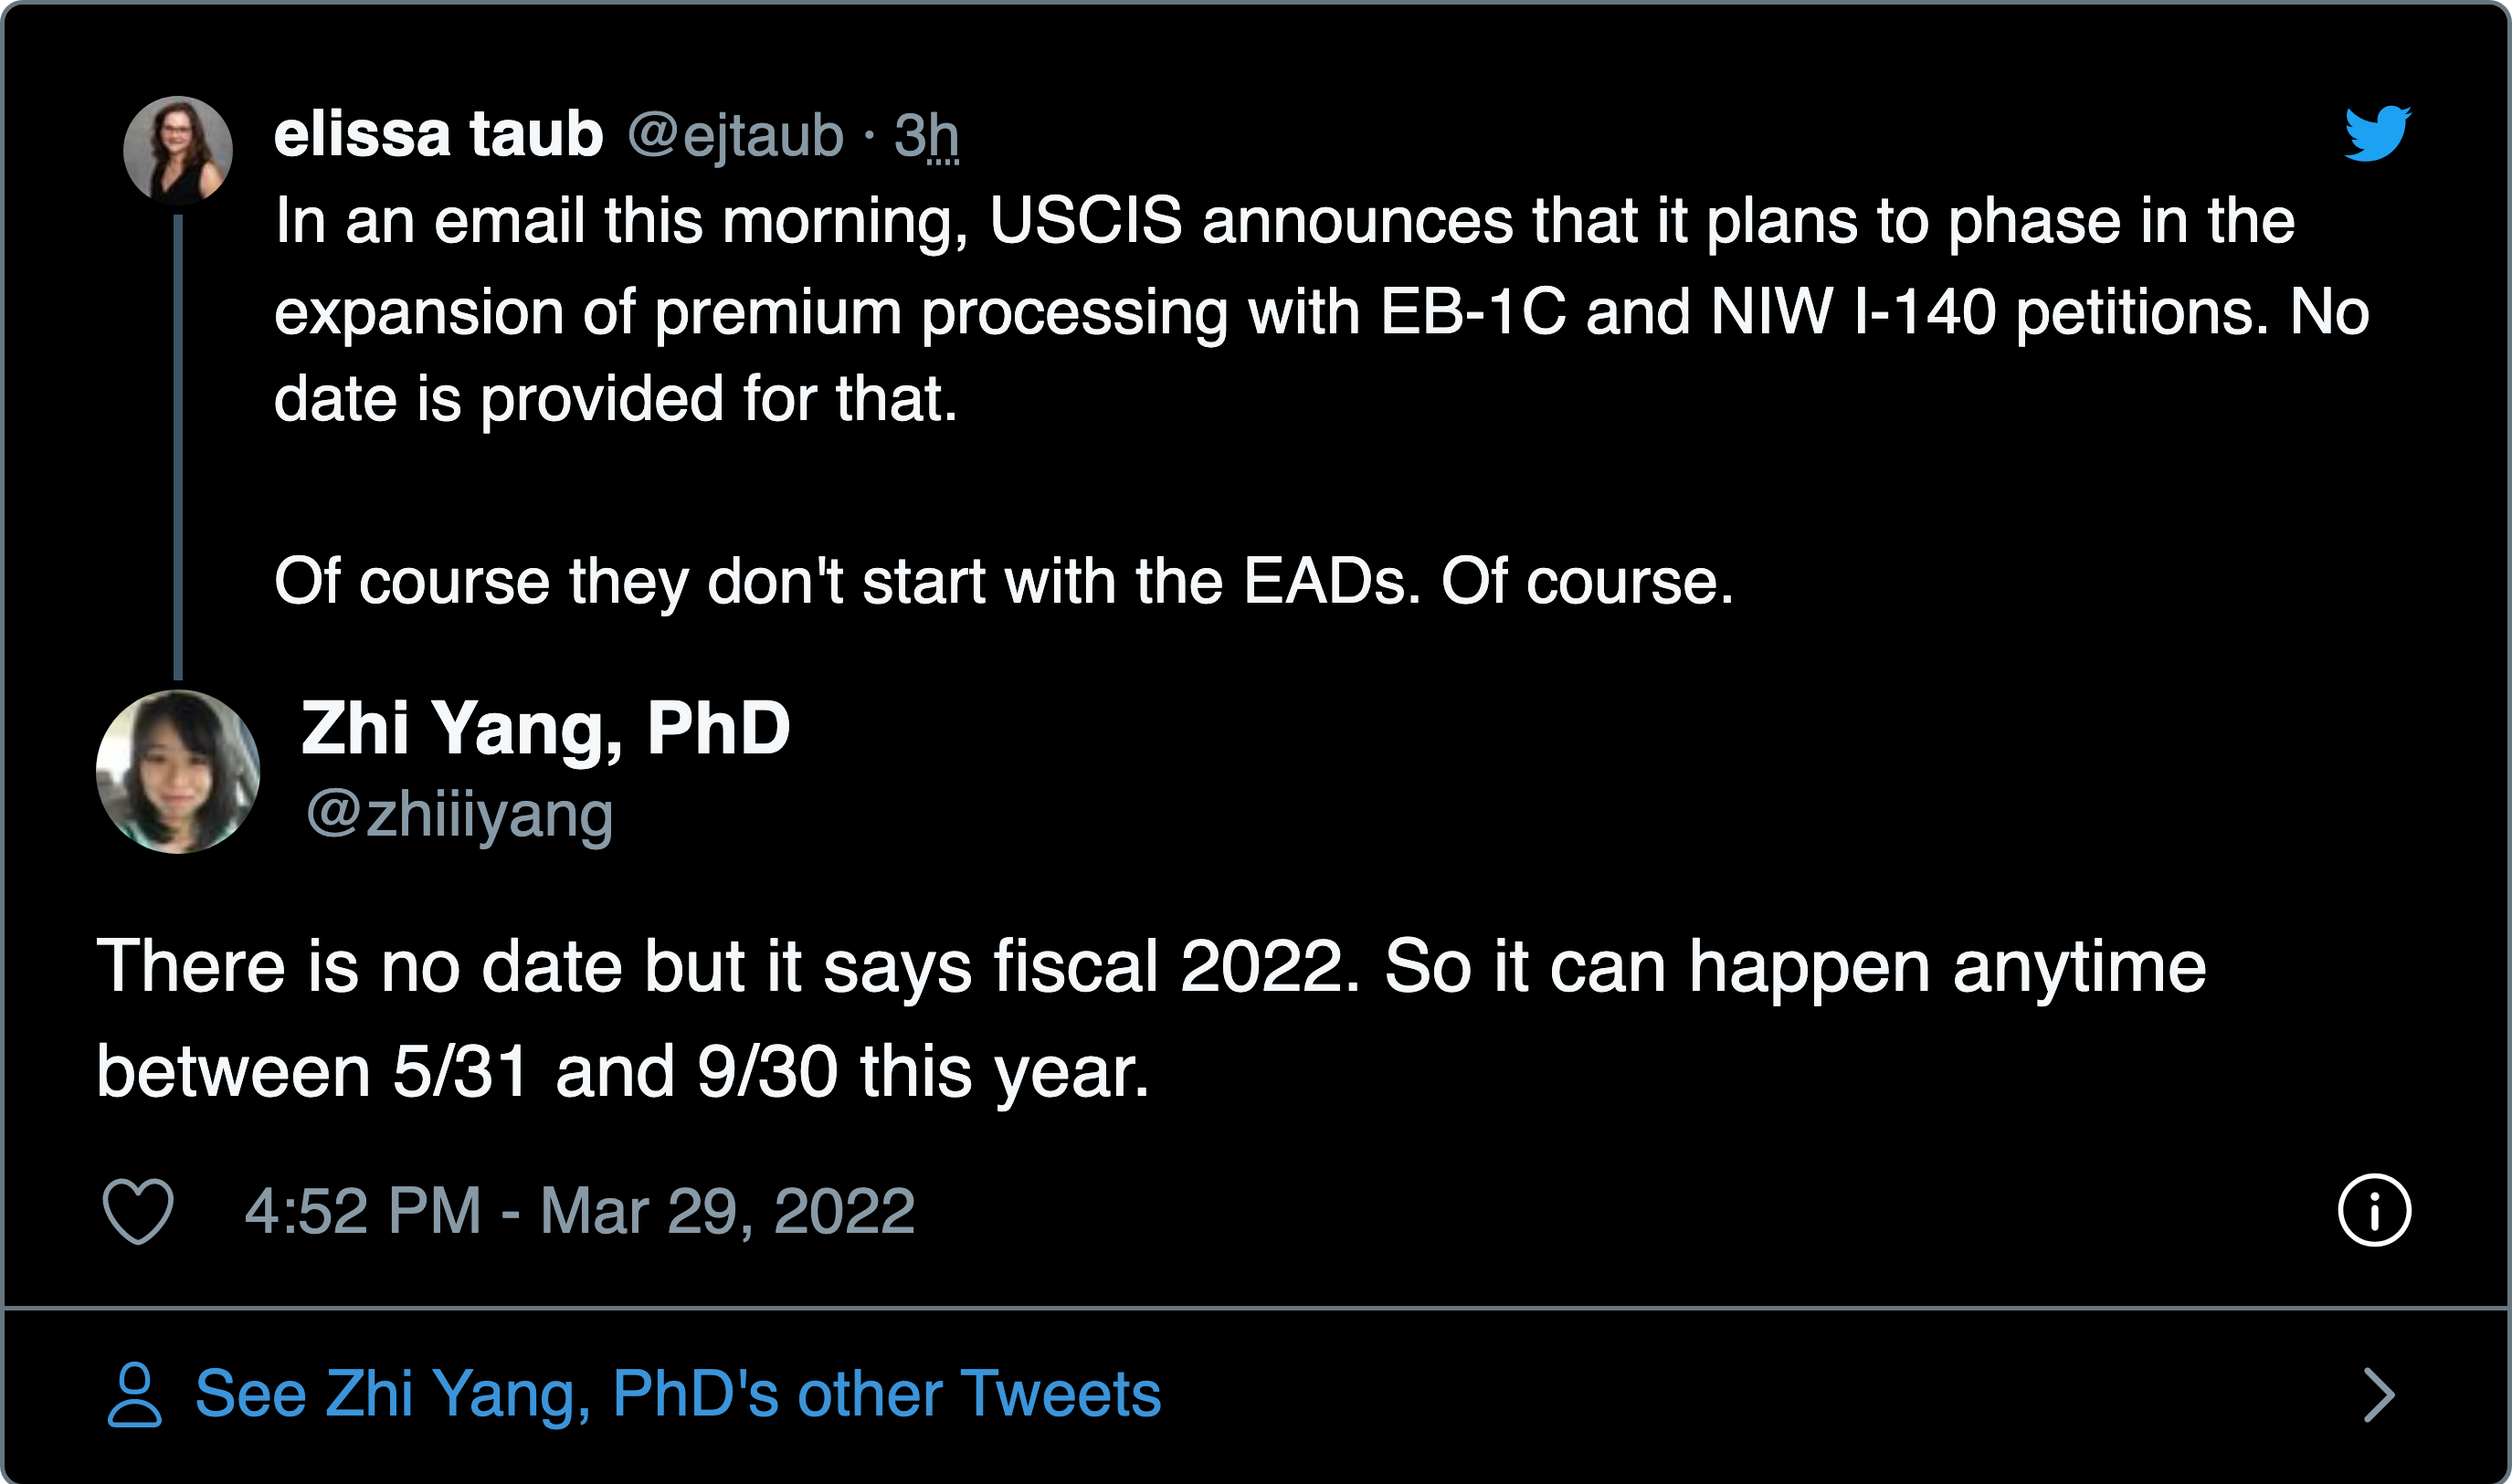 elissa taub @ejtaub · 3h
In an email this morning, USCIS announces that it plans to phase in the
expansion of premium processing with EB-1C and NIW I-140 petitions. No
date is provided for that.
Of course they don't start with the EADs. Of course.
Zhi Yang, PhD
@zhiiiyang
There is no date but it says fiscal 2022. So it can happen anytime
between 5/31 and 9/30 this year.
4:52 PM - Mar 29, 2022
See Zhi Yang, PhD's other Tweets